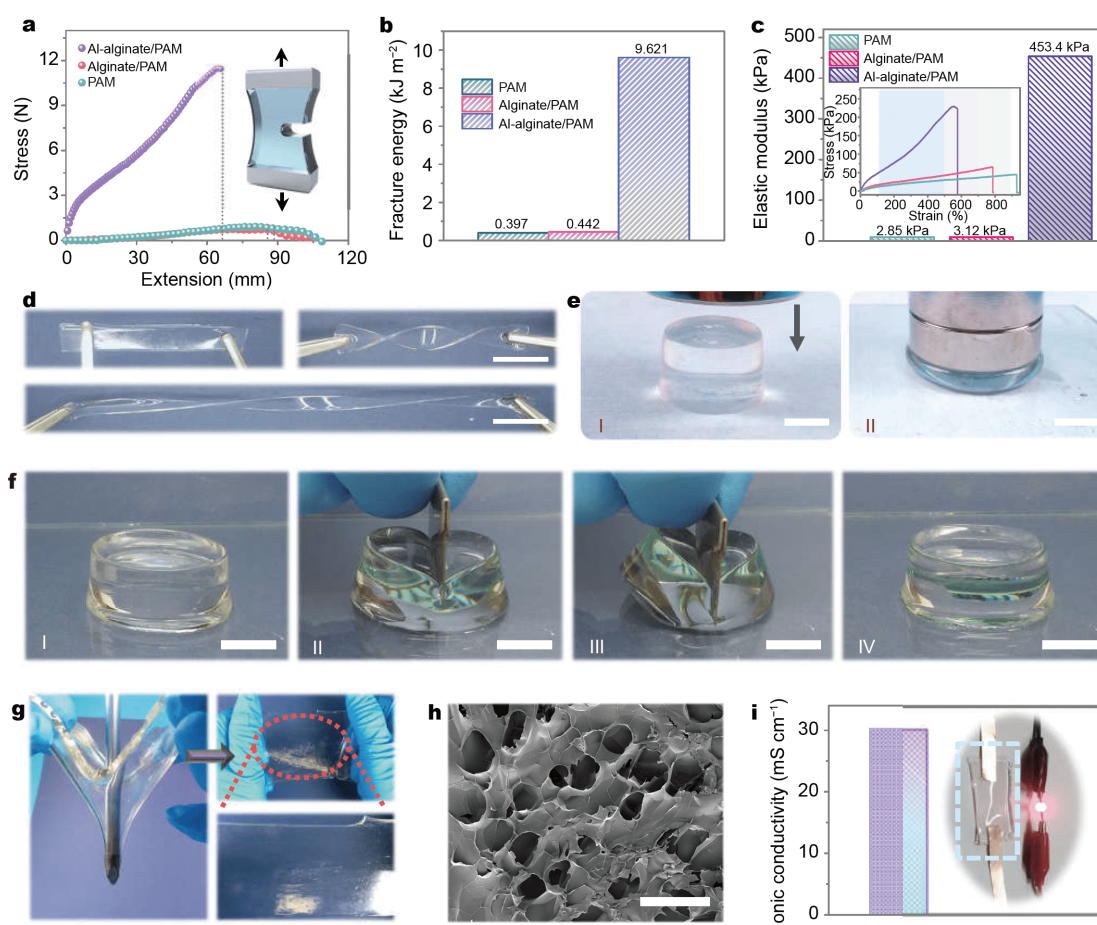 a
Stress (N)
12
9
6
3
0
Al-alginate/PAM
Alginate/PAM
PAM
0 30 60 90 120
Extension (mm)
b
Fracture energy (kJ m⁻²)
10
8
6
4
2
0
PAM
Alginate/PAM
Al-alginate/PAM
0.397
0.442
9.621
c
Elastic modulus (kPa)
500
400
300
200
100
0
PAM
Alginate/PAM
Al-alginate/PAM
453.4 kPa
Stress (kPa)
250
200
150
100
50
0
0 200 400 600 800
Strain (%)
2.85 kPa
3.12 kPa
d
e
I
II
f
I
II
III
IV
g
h
i
onic conductivity (mS cm⁻¹)
30
20
10
0